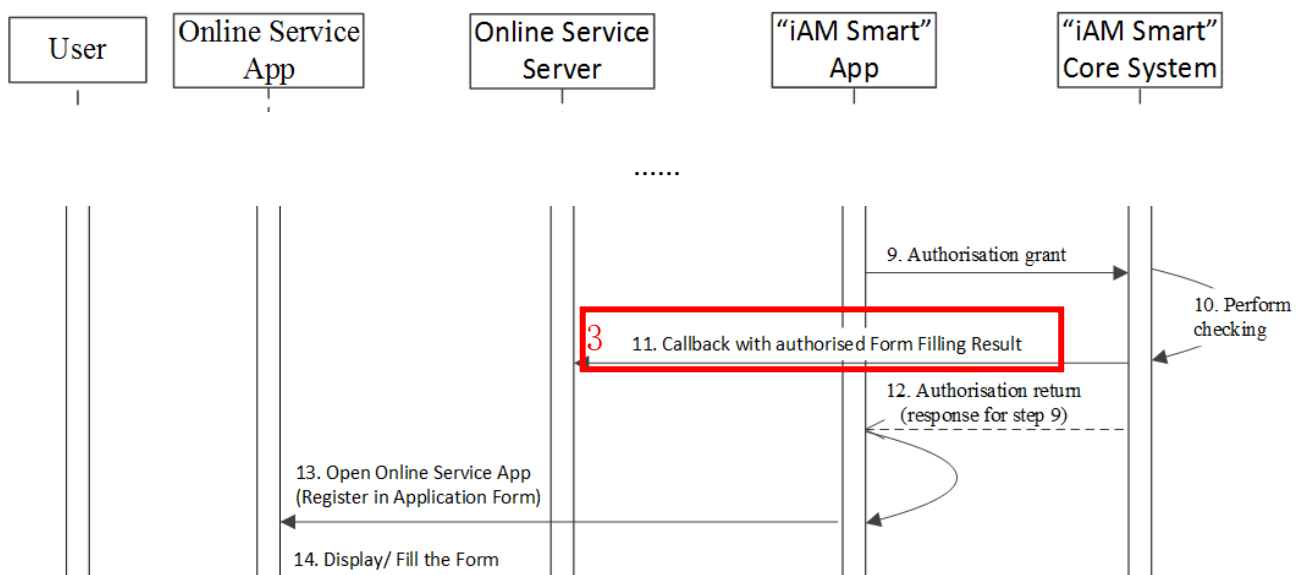 User
Online Service
App
Online Service
Server
“iAM Smart”
App
“iAM Smart”
Core System
......
9. Authorisation grant
10. Perform
checking
3
11. Callback with authorised Form Filling Result
12. Authorisation return
(response for step 9)
13. Open Online Service App
(Register in Application Form)
14. Display/ Fill the Form